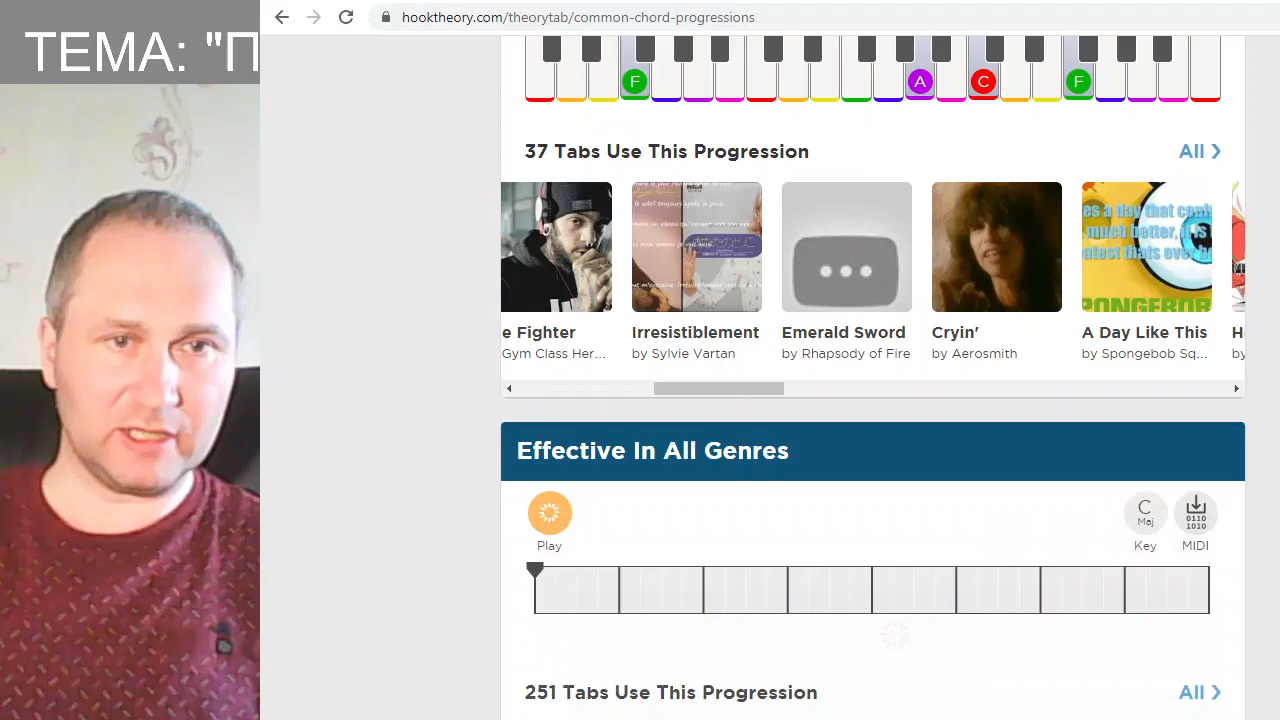 ТЕМА: "П
hooktheory.com/theorytab/common-chord-progressions
F A C F
37 Tabs Use This Progression
All ❯
e Fighter
Gym Class Her...
Irresistiblement
by Sylvie Vartan
Emerald Sword
by Rhapsody of Fire
Cryin'
by Aerosmith
A Day Like This
by Spongebob Sq...
Effective In All Genres
Play
C
Maj
Key
0110
1010
MIDI
251 Tabs Use This Progression
All ❯